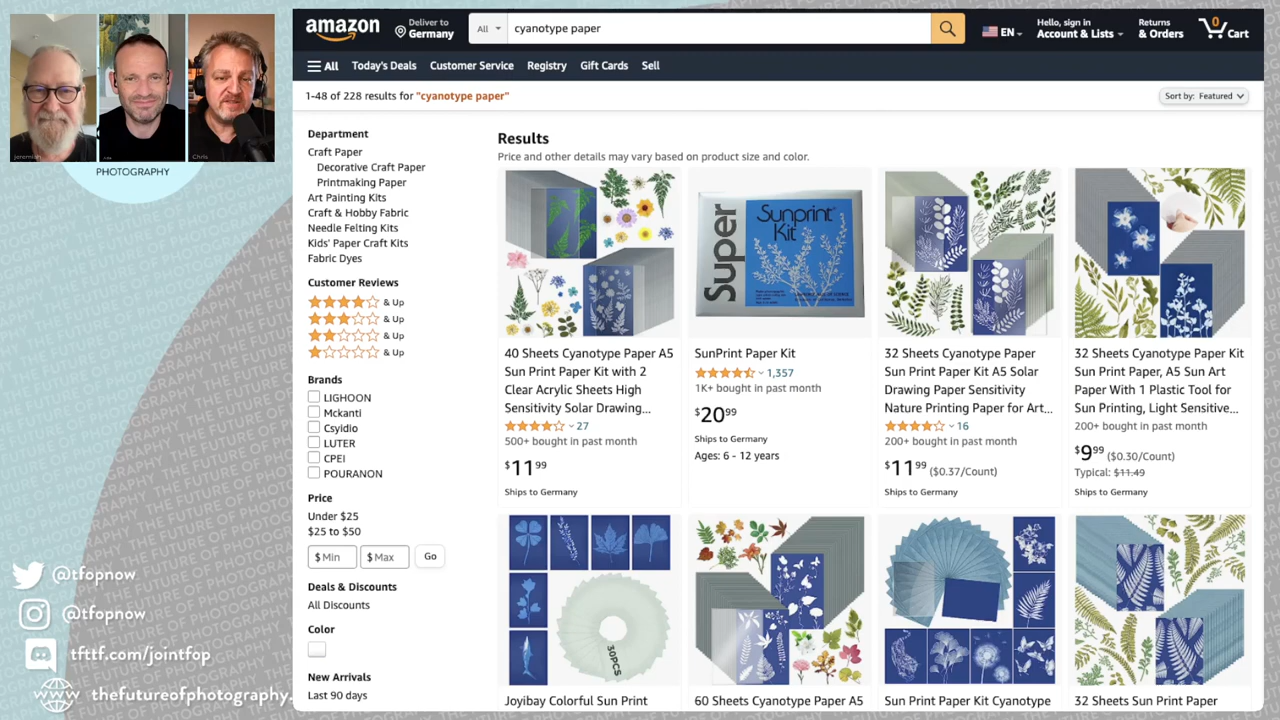 Jeremiah
Chris
PHOTOGRAPHY
@tfopnow
@tfopnow
tfttf.com/jointfop
thefutureofphotography.
amazon
Deliver to
Germany
All
cyanotype paper
EN
Hello, sign in
Account & Lists
Returns
& Orders
0
Cart
All
Today's Deals
Customer Service
Registry
Gift Cards
Sell
1-48 of 228 results for "cyanotype paper"
Sort by: Featured
Department
Craft Paper
Decorative Craft Paper
Printmaking Paper
Art Painting Kits
Craft & Hobby Fabric
Needle Felting Kits
Kids' Paper Craft Kits
Fabric Dyes
Customer Reviews
& Up
& Up
& Up
& Up
Brands
LIGHOON
Mckanti
Csyidio
LUTER
CPEI
POURANON
Price
Under $25
$25 to $50
$ Min
$ Max
Go
Deals & Discounts
All Discounts
Color
New Arrivals
Last 90 days
Results
Price and other details may vary based on product size and color.
40 Sheets Cyanotype Paper A5
Sun Print Paper Kit with 2
Clear Acrylic Sheets High
Sensitivity Solar Drawing...
27
500+ bought in past month
$11 99
Ships to Germany
Super
Sunprint
Kit
SunPrint Paper Kit
1,357
1K+ bought in past month
$20 99
Ships to Germany
Ages: 6 - 12 years
32 Sheets Cyanotype Paper
Sun Print Paper Kit A5 Solar
Drawing Paper Sensitivity
Nature Printing Paper for Art...
16
200+ bought in past month
$11 99 ($0.37/Count)
Ships to Germany
32 Sheets Cyanotype Paper Kit
Sun Print Paper, A5 Sun Art
Paper With 1 Plastic Tool for
Sun Printing, Light Sensitive...
200+ bought in past month
$9 99 ($0.30/Count)
Typical: $11.49
Ships to Germany
30PCS
Joyibay Colorful Sun Print
60 Sheets Cyanotype Paper A5
Sun Print Paper Kit Cyanotype
32 Sheets Sun Print Paper